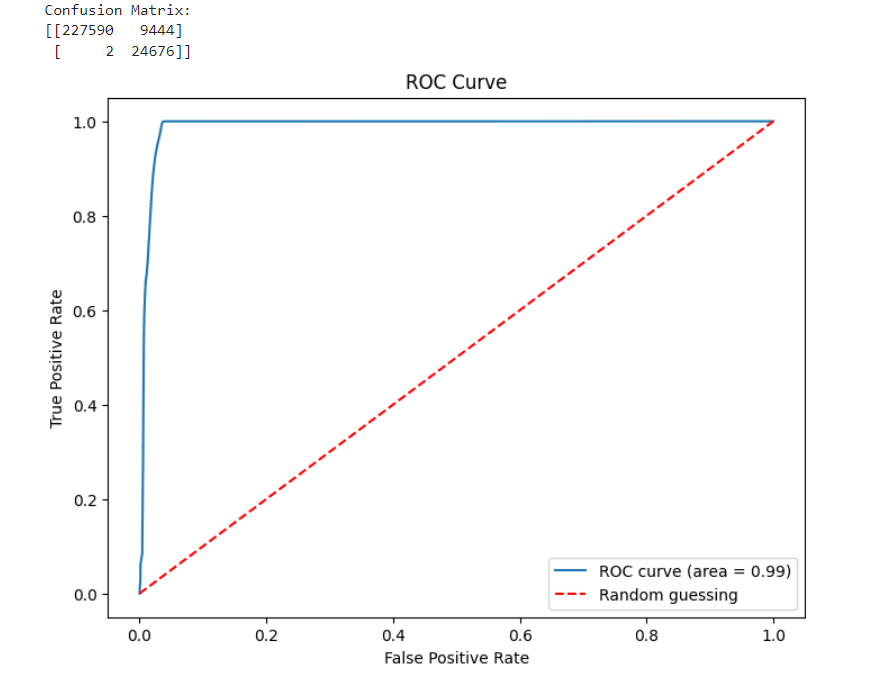 Confusion Matrix:
[[227590   9444]
 [     2  24676]]
ROC Curve
True Positive Rate
1.0
0.8
0.6
0.4
0.2
0.0
ROC curve (area = 0.99)
Random guessing
0.0 0.2 0.4 0.6 0.8 1.0
False Positive Rate